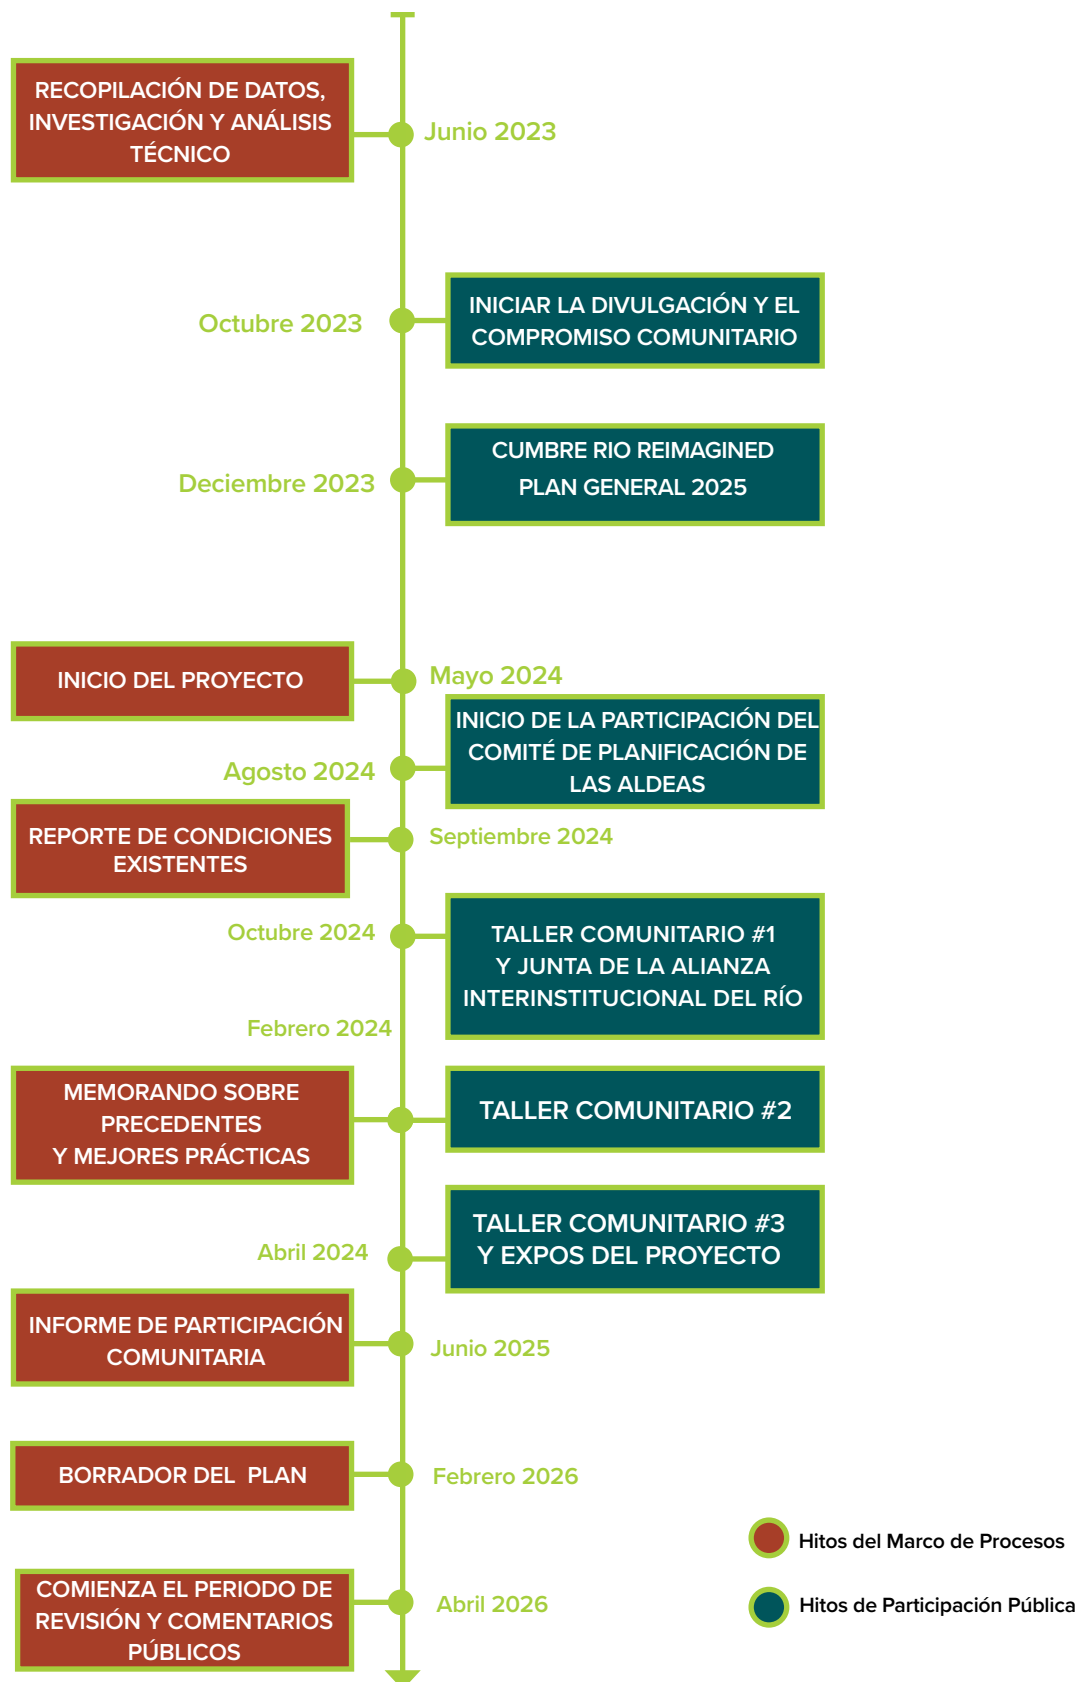 RECOPILACIÓN DE DATOS,
INVESTIGACIÓN Y ANÁLISIS
TÉCNICO
Junio 2023
Octubre 2023
INICIAR LA DIVULGACIÓN Y EL
COMPROMISO COMUNITARIO
Deciembre 2023
CUMBRE RIO REIMAGINED
PLAN GENERAL 2025
INICIO DEL PROYECTO
Mayo 2024
Agosto 2024
INICIO DE LA PARTICIPACIÓN DEL
COMITÉ DE PLANIFICACIÓN DE
LAS ALDEAS
REPORTE DE CONDICIONES
EXISTENTES
Septiembre 2024
Octubre 2024
TALLER COMUNITARIO #1
Y JUNTA DE LA ALIANZA
INTERINSTITUCIONAL DEL RÍO
Febrero 2024
MEMORANDO SOBRE
PRECEDENTES
Y MEJORES PRÁCTICAS
TALLER COMUNITARIO #2
Abril 2024
TALLER COMUNITARIO #3
Y EXPOS DEL PROYECTO
INFORME DE PARTICIPACIÓN
COMUNITARIA
Junio 2025
BORRADOR DEL PLAN
Febrero 2026
COMIENZA EL PERIODO DE
REVISIÓN Y COMENTARIOS
PÚBLICOS
Abril 2026
Hitos del Marco de Procesos
Hitos de Participación Pública